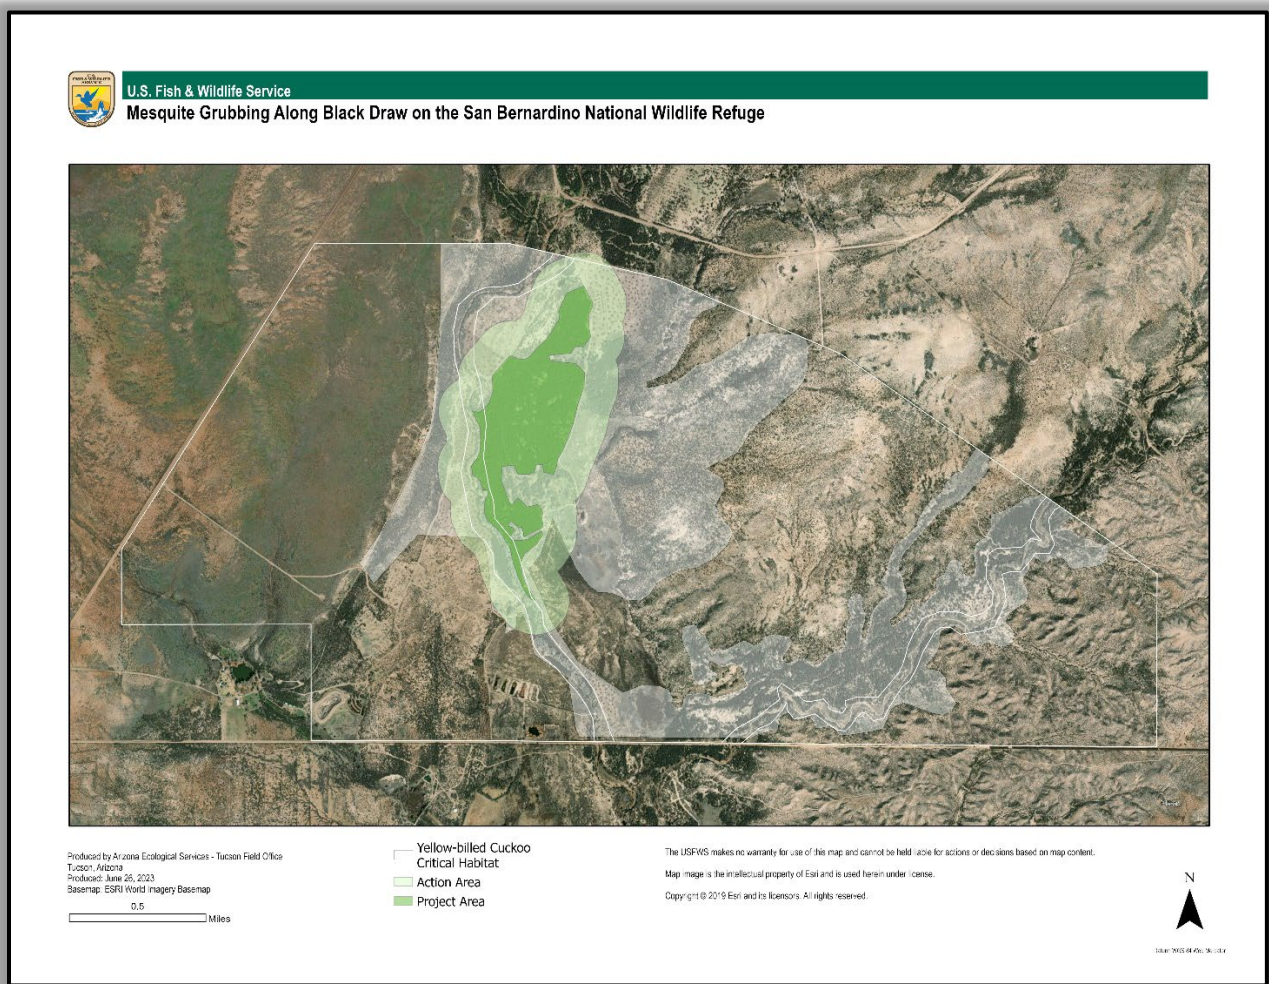 U.S.
FISH & WILDLIFE
SERVICE
U.S. Fish & Wildlife Service
Mesquite Grubbing Along Black Draw on the San Bernardino National Wildlife Refuge
Produced by Arizona Ecological Services - Tucson Field Office
Tucson, Arizona
Produced: June 26, 2023
Basemap: ESRI World Imagery Basemap
0.5
Miles
Yellow-billed Cuckoo
Critical Habitat
Action Area
Project Area
The USFWS makes no warranty for use of this map and cannot be held liable for actions or decisions based on map content.
Map image is the intellectual property of Esri and is used herein under license.
Copyright © 2019 Esri and its licensors. All rights reserved.
N